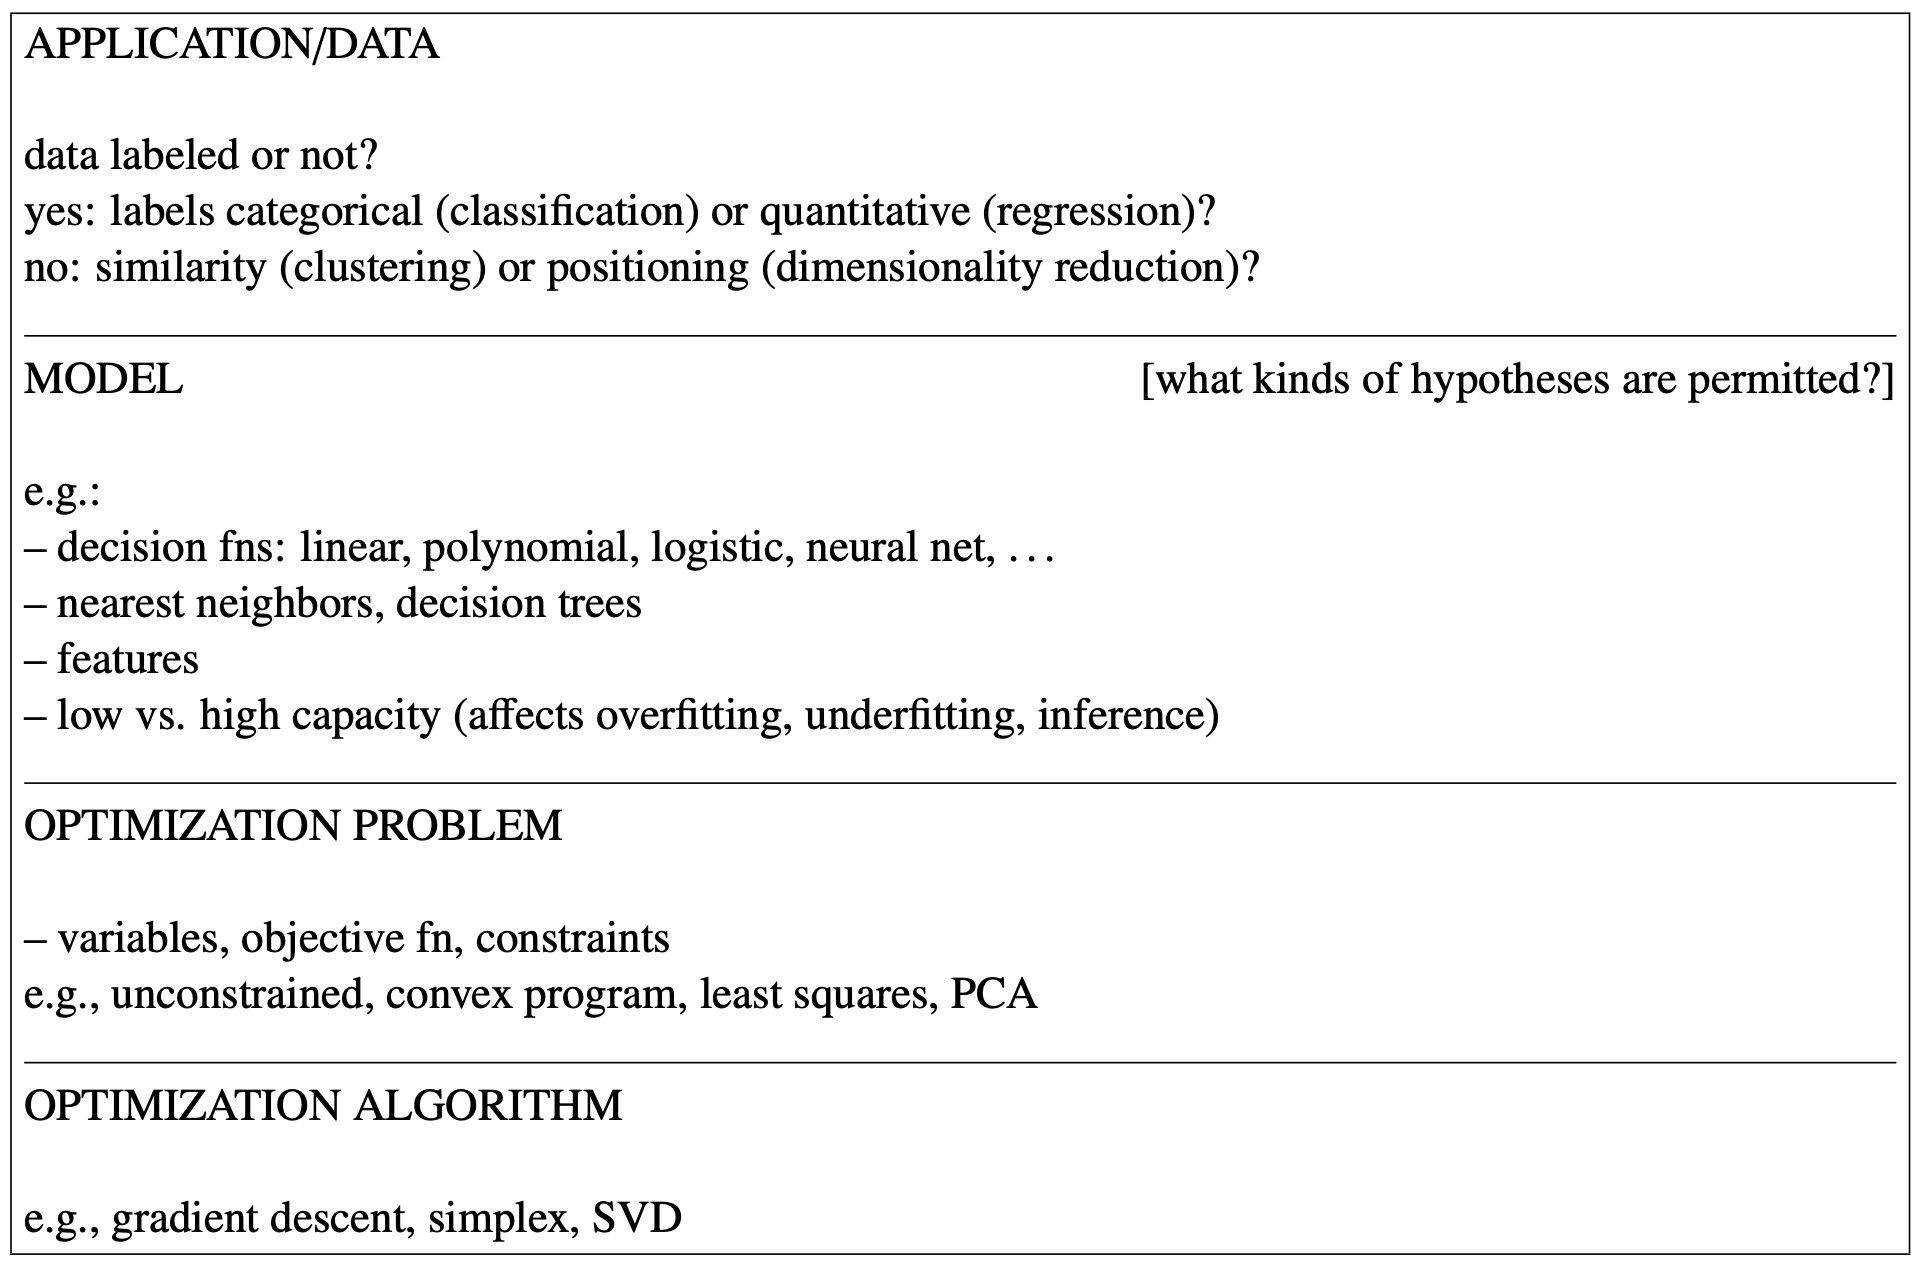 APPLICATION/DATA
data labeled or not?
yes: labels categorical (classification) or quantitative (regression)?
no: similarity (clustering) or positioning (dimensionality reduction)?
MODEL [what kinds of hypotheses are permitted?]
e.g.:
– decision fns: linear, polynomial, logistic, neural net, …
– nearest neighbors, decision trees
– features
– low vs. high capacity (affects overfitting, underfitting, inference)
OPTIMIZATION PROBLEM
– variables, objective fn, constraints
e.g., unconstrained, convex program, least squares, PCA
OPTIMIZATION ALGORITHM
e.g., gradient descent, simplex, SVD